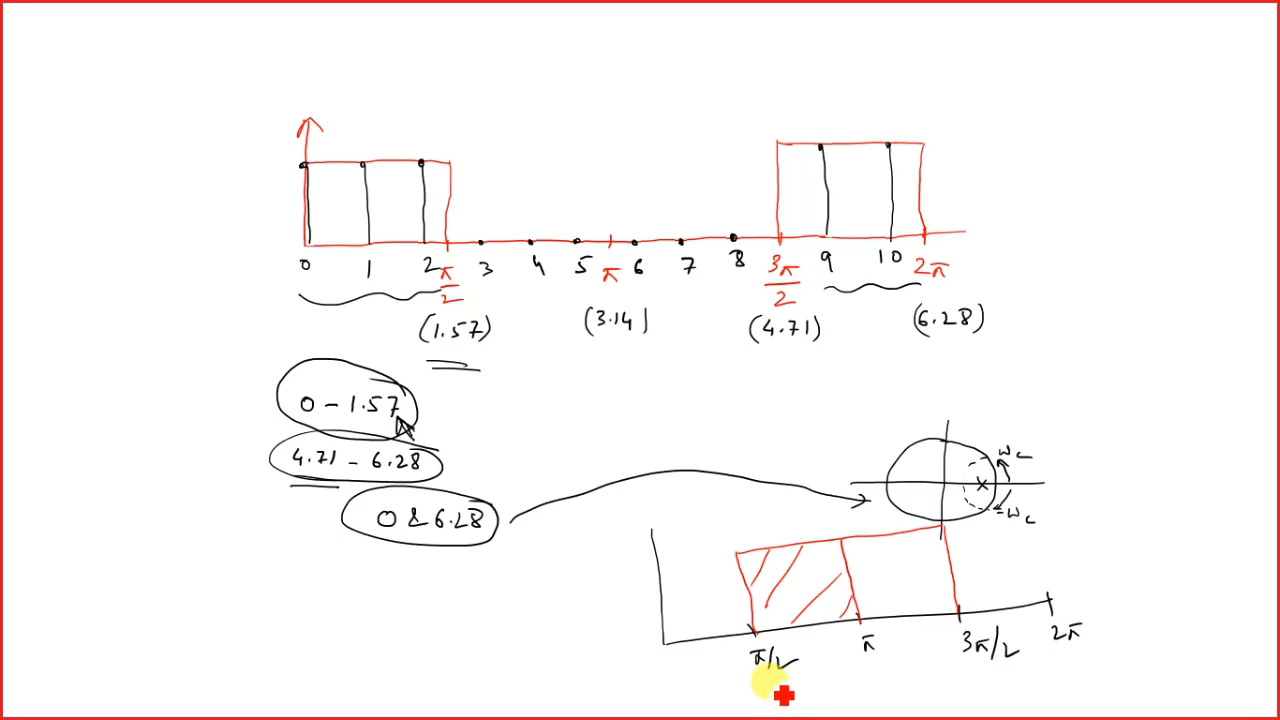 0 1 2 π/2 3 4 5 π 6 7 8 3π/2 9 10 2π
(1.57) (3.14) (4.71) (6.28)
0 - 1.57
4.71 - 6.28
0 & 6.28
ωc
-ωc
π/2 π 3π/2 2π